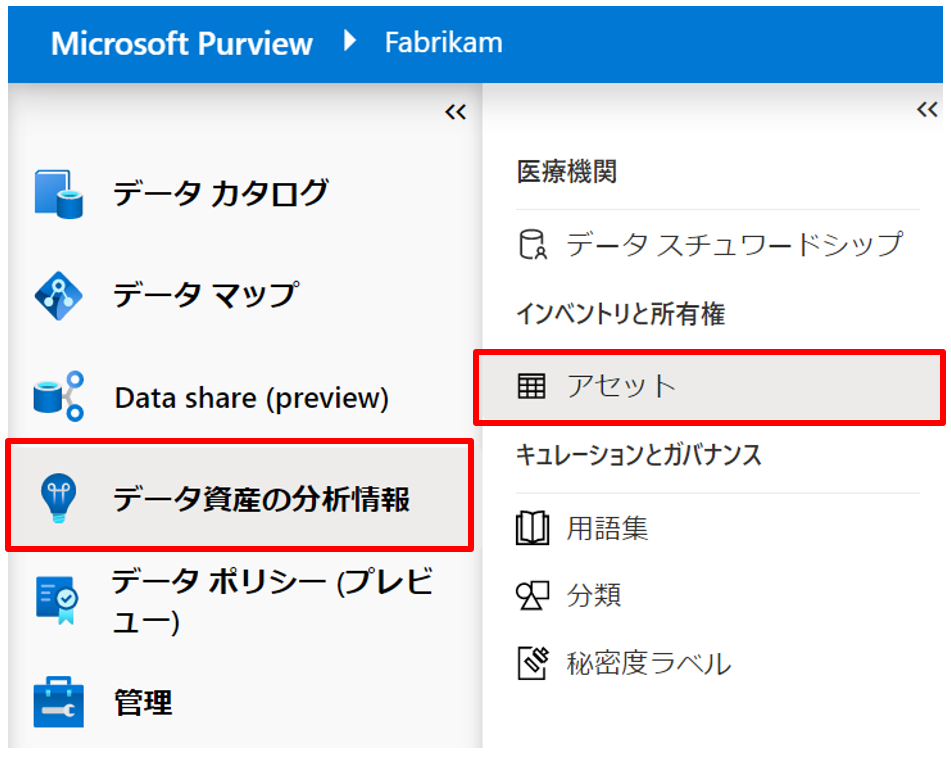 Microsoft Purview Fabrikam
データ カタログ
データ マップ
Data share (preview)
データ資産の分析情報
データ ポリシー (プレビ
ュー)
管理
医療機関
データ スチュワードシップ
インベントリと所有権
アセット
キュレーションとガバナンス
用語集
分類
秘密度ラベル